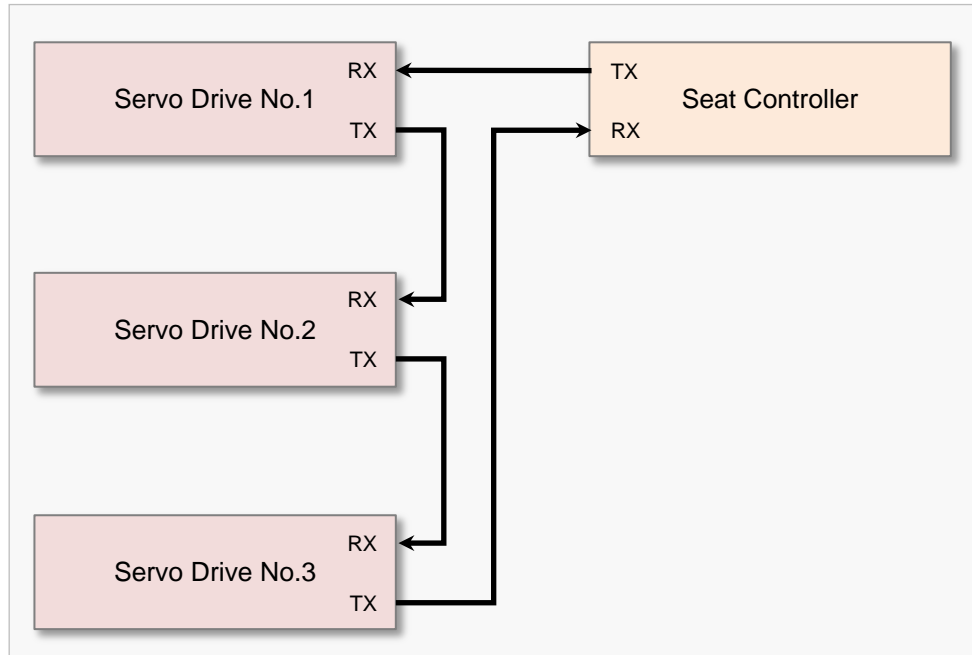 RX
Servo Drive No.1
TX
TX
Seat Controller
RX
RX
Servo Drive No.2
TX
RX
Servo Drive No.3
TX